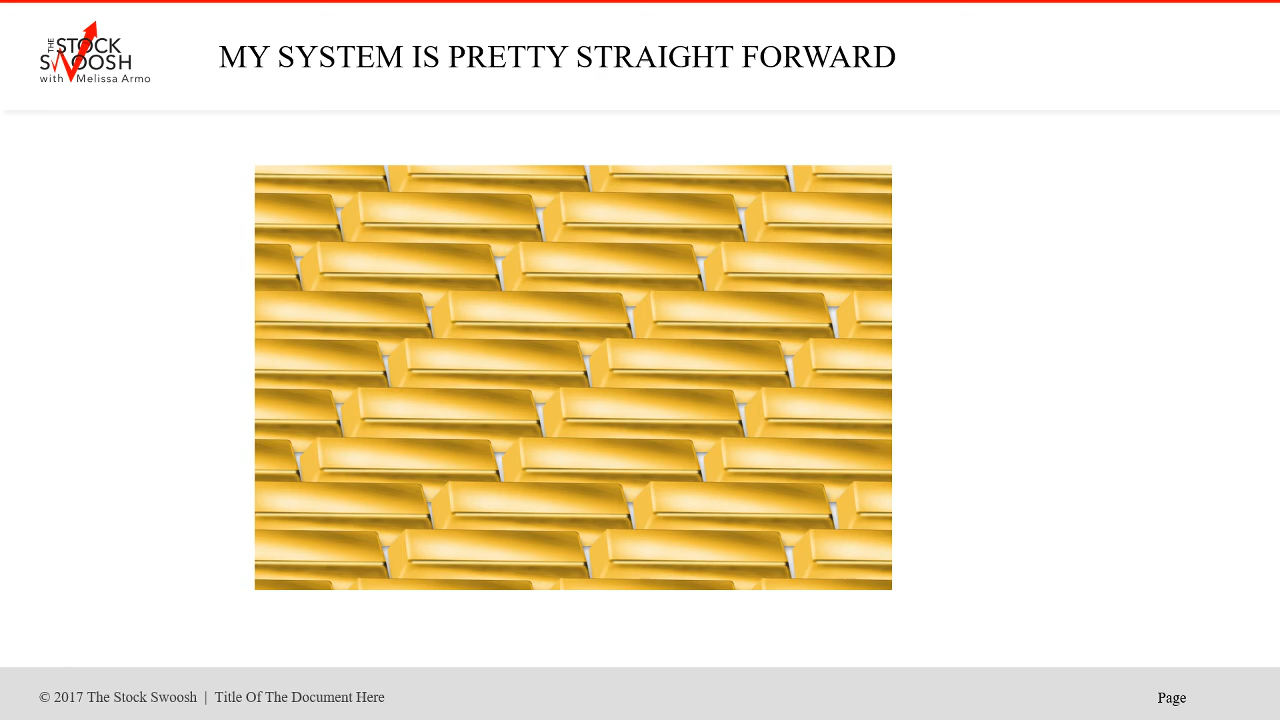 THE
STOCK
SWOOSH
with Melissa Armo
MY SYSTEM IS PRETTY STRAIGHT FORWARD
© 2017 The Stock Swoosh | Title Of The Document Here
Page